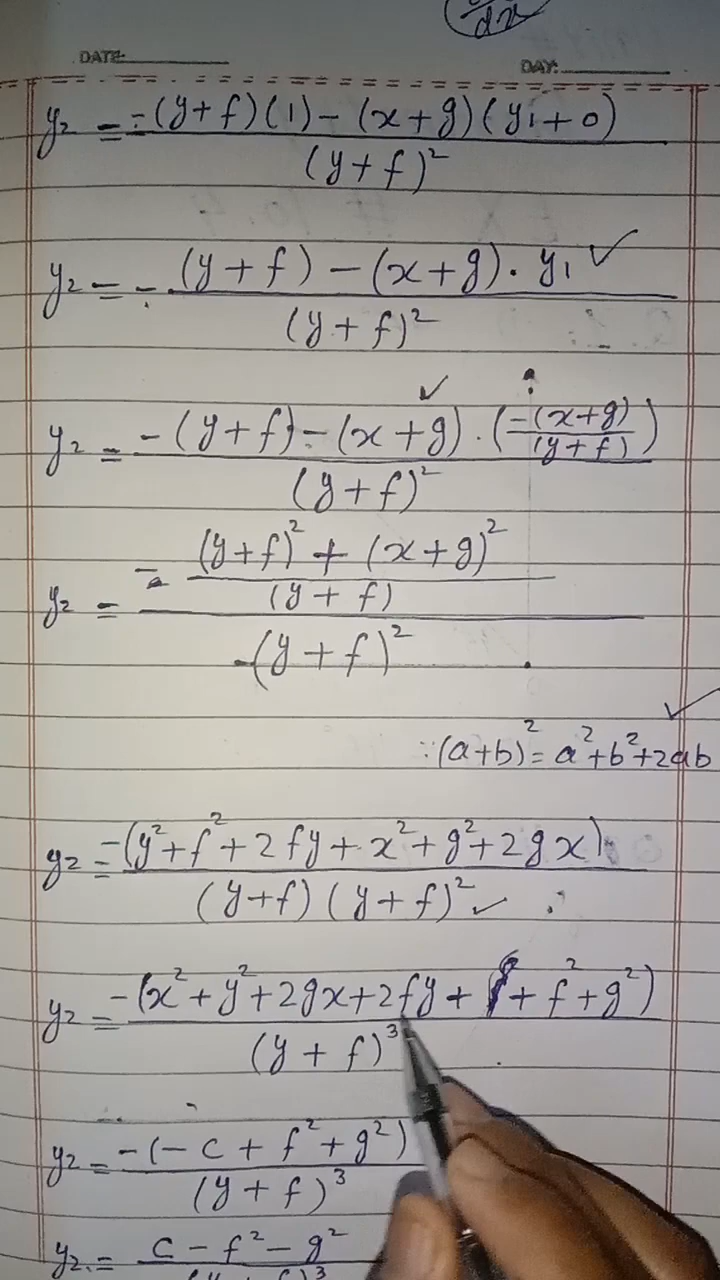 dx
DATE:
DAY:
y₂ = -(y+f)(1) - (x+g)(y₁+0) / (y+f)²
y₂ = - (y+f) - (x+g) · y₁ ✓ / (y+f)²
y₂ = -(y+f) - (x+g) · (-(x+g)/(y+f)) / (y+f)²
y₂ = - (y+f)² + (x+g)² / (y+f) / -(y+f)²
∵ (a+b)² = a²+b²+2ab
y₂ = -(y²+f²+2fy+x²+g²+2gx) / (y+f)(y+f)² ✓
y₂ = -(x²+y²+2gx+2fy+ + f²+g²) / (y+f)³
y₂ = -(-c+f²+g²) / (y+f)³
y₂ = c-f²-g²